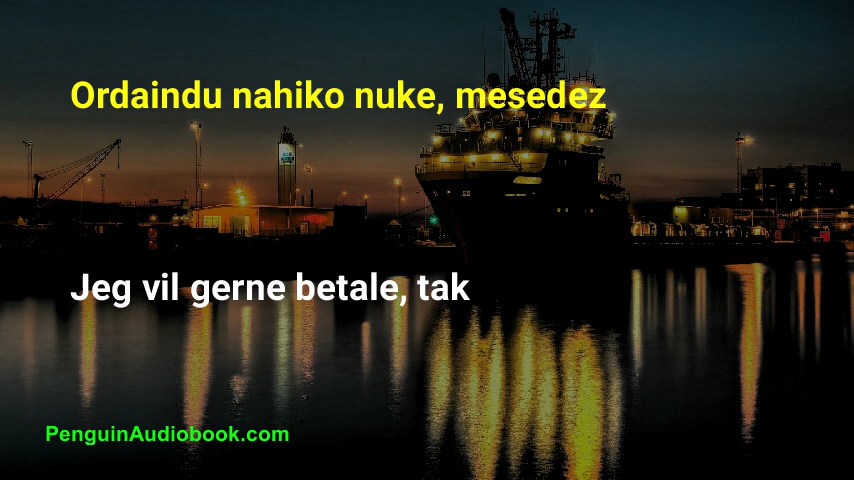 Ordaindu nahiko nuke, mesedez
Jeg vil gerne betale, tak
PenguinAudiobook.com